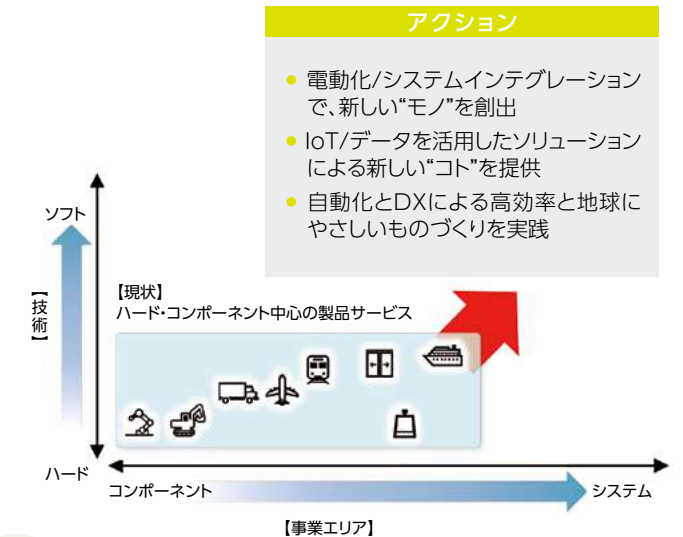 アクション
● 電動化/システムインテグレーション
で、新しい“モノ”を創出
● IoT/データを活用したソリューション
による新しい“コト”を提供
● 自動化とDXによる高効率と地球に
やさしいものづくりを実践
ソフト
【技術】
【現状】
ハード・コンポーネント中心の製品サービス
ハード
コンポーネント
システム
【事業エリア】